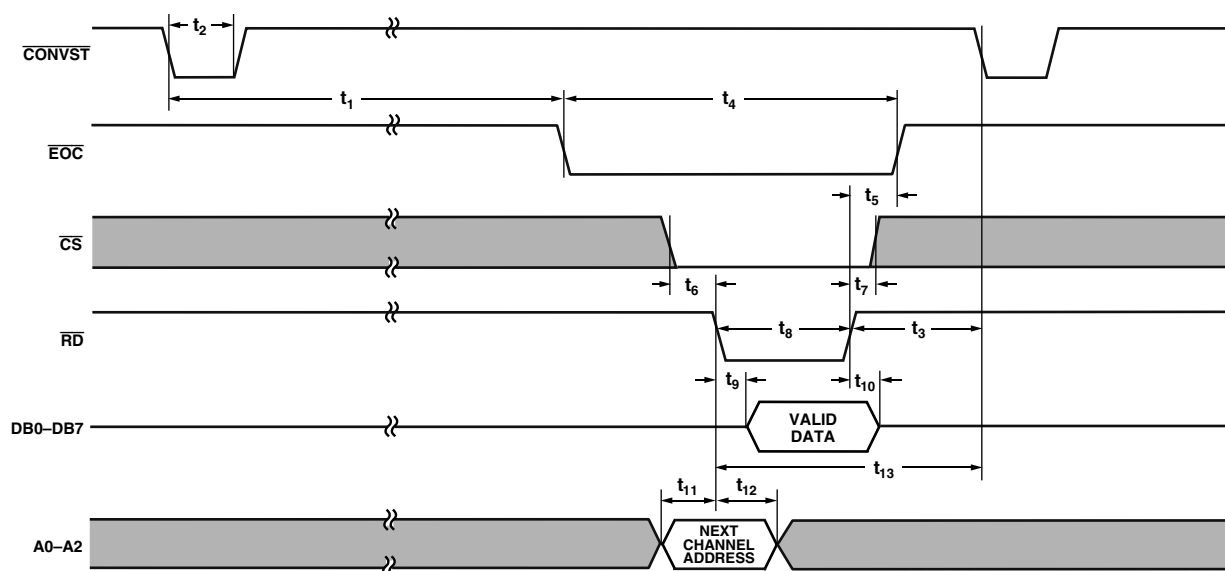 t2
CONVST
t1
t4
EOC
t5
CS
t6
t7
t8
t3
RD
t9
t10
DB0–DB7
VALID
DATA
t13
t11
t12
A0–A2
NEXT
CHANNEL
ADDRESS